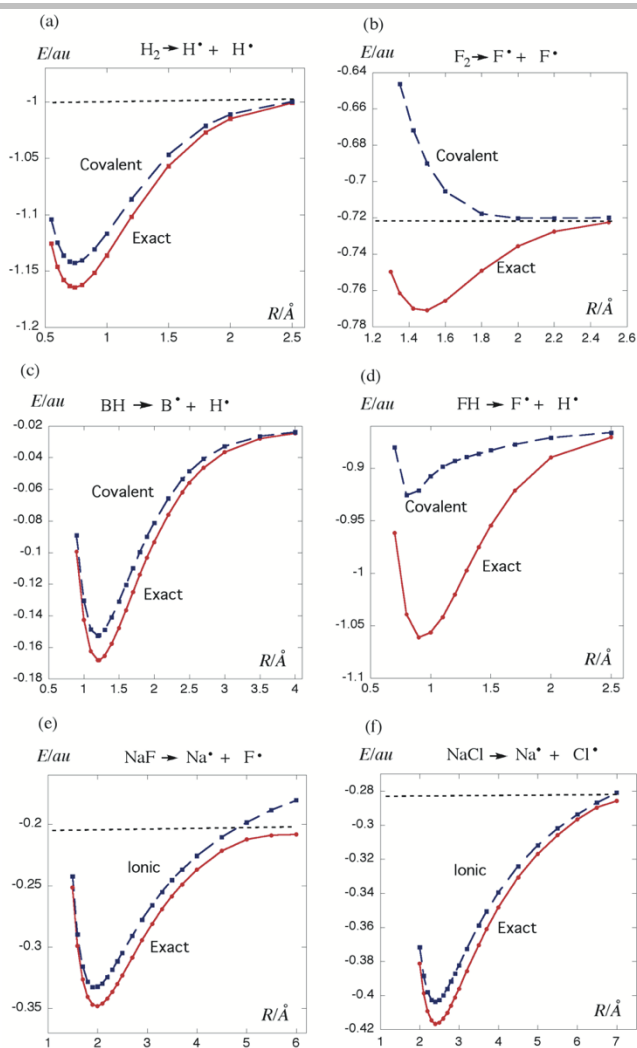 (a)
E/au
H₂ → H• + H•
-1
-1.05
-1.1
-1.15
-1.2
Covalent
Exact
R/Å
0.5 1 1.5 2 2.5
(b)
E/au
F₂ → F• + F•
-0.64
-0.66
-0.68
-0.7
-0.72
-0.74
-0.76
-0.78
Covalent
Exact
R/Å
1.2 1.4 1.6 1.8 2 2.2 2.4 2.6
(c)
E/au
BH → B• + H•
-0.02
-0.04
-0.06
-0.08
-0.1
-0.12
-0.14
-0.16
-0.18
Covalent
Exact
R/Å
0.5 1 1.5 2 2.5 3 3.5 4
(d)
E/au
FH → F• + H•
-0.9
-0.95
-1
-1.05
-1.1
Covalent
Exact
R/Å
0.5 1 1.5 2 2.5
(e)
E/au
NaF → Na• + F•
-0.2
-0.25
-0.3
-0.35
Ionic
Exact
R/Å
1 2 3 4 5 6
(f)
E/au
NaCl → Na• + Cl•
-0.28
-0.3
-0.32
-0.34
-0.36
-0.38
-0.4
-0.42
Ionic
Exact
R/Å
1 2 3 4 5 6 7